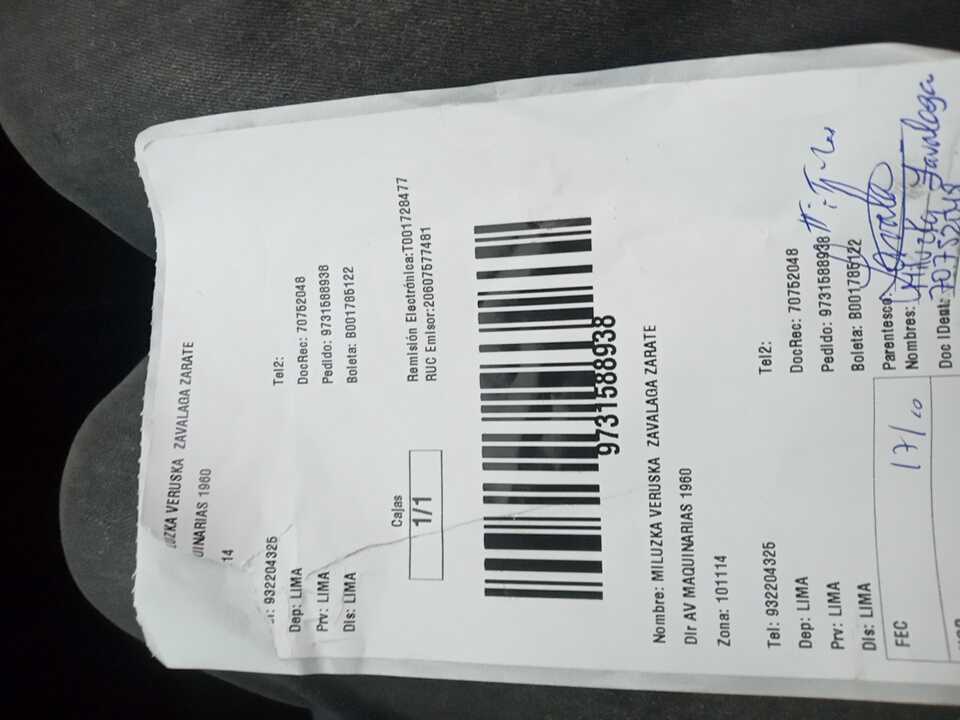 UZKA VERUSKA ZAVALAGA ZARATE
UINARIAS 1960
14
l: 932204325 Tel2:
Dep: LIMA DocRec: 70752048
Prv: LIMA Pedido: 9731588938
Dis: LIMA Boleta: B001785122
Cajas Remisión Electrónica:T001728477
1/1 RUC Emisor:20607577481
9731588938
Nombre: MILUZKA VERUSKA ZAVALAGA ZARATE
Dir AV MAQUINARIAS 1960
Zona: 101114
Tel: 932204325 Tel2:
Dep: LIMA DocRec: 70752048
Prv: LIMA Pedido: 9731588938
Dis: LIMA Boleta: B001785122
FEC 17/10 Parentesco:
Nombres: Zavalaga
Doc IDent: 70752048